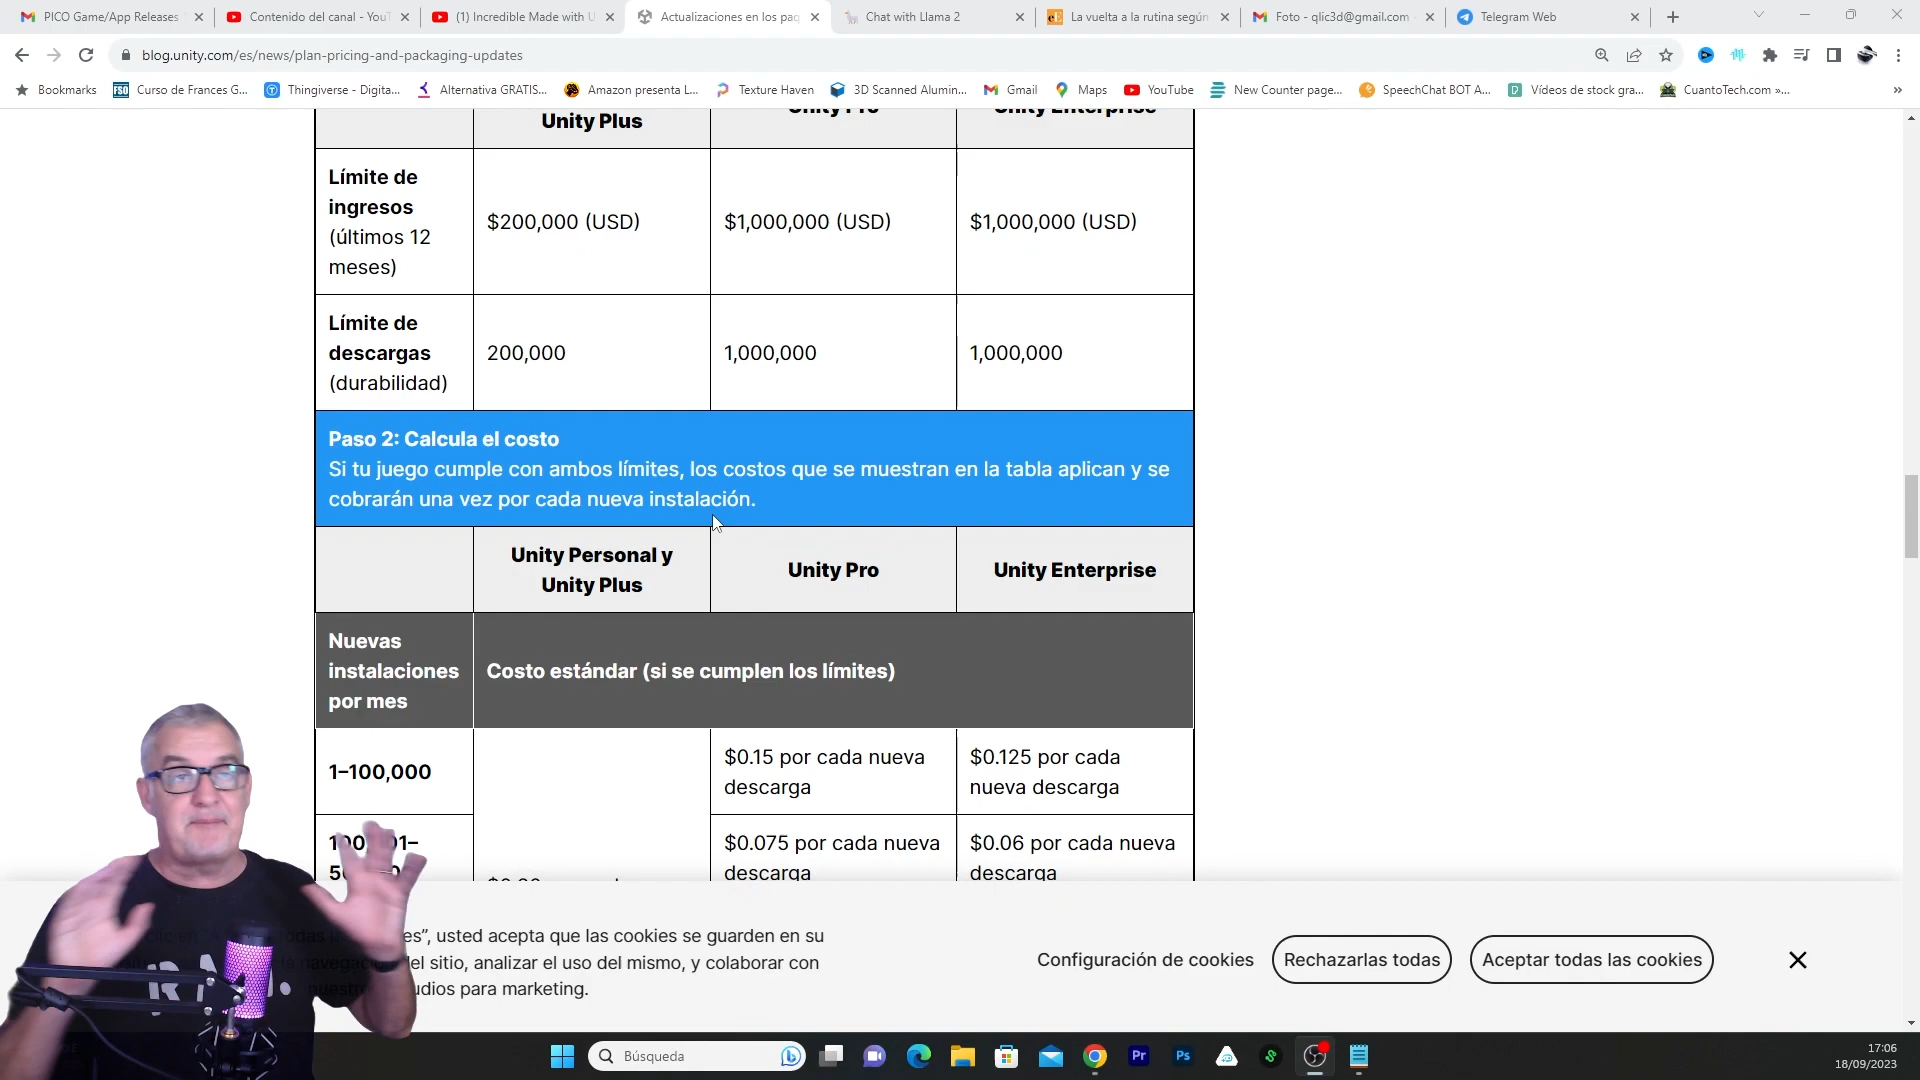 PICO Game/App Releases
Contenido del canal - YouT
(1) Incredible Made with U
Actualizaciones en los paq
Chat with Llama 2
La vuelta a la rutina según
Foto - qlic3d@gmail.com
Telegram Web
blog.unity.com/es/news/plan-pricing-and-packaging-updates
Bookmarks
Curso de Frances G...
Thingiverse - Digita...
Alternativa GRATIS...
Amazon presenta L...
Texture Haven
3D Scanned Alumin...
Gmail
Maps
YouTube
New Counter page...
SpeechChat BOT A...
Vídeos de stock gra...
CuantoTech.com »...
Unity Plus
Unity Pro
Unity Enterprise
Límite de
ingresos
(últimos 12
meses)
$200,000 (USD)
$1,000,000 (USD)
$1,000,000 (USD)
Límite de
descargas
(durabilidad)
200,000
1,000,000
1,000,000
Paso 2: Calcula el costo
Si tu juego cumple con ambos límites, los costos que se muestran en la tabla aplican y se
cobrarán una vez por cada nueva instalación.
Unity Personal y
Unity Plus
Unity Pro
Unity Enterprise
Nuevas
instalaciones
por mes
Costo estándar (si se cumplen los límites)
1–100,000
$0.15 por cada nueva
descarga
$0.125 por cada
nueva descarga
$0.075 por cada nueva
descarga
$0.06 por cada nueva
descarga
es”, usted acepta que las cookies se guarden en su
del sitio, analizar el uso del mismo, y colaborar con
para marketing.
Configuración de cookies
Rechazarlas todas
Aceptar todas las cookies
Búsqueda
Pr
Ps
17:06
18/09/2023